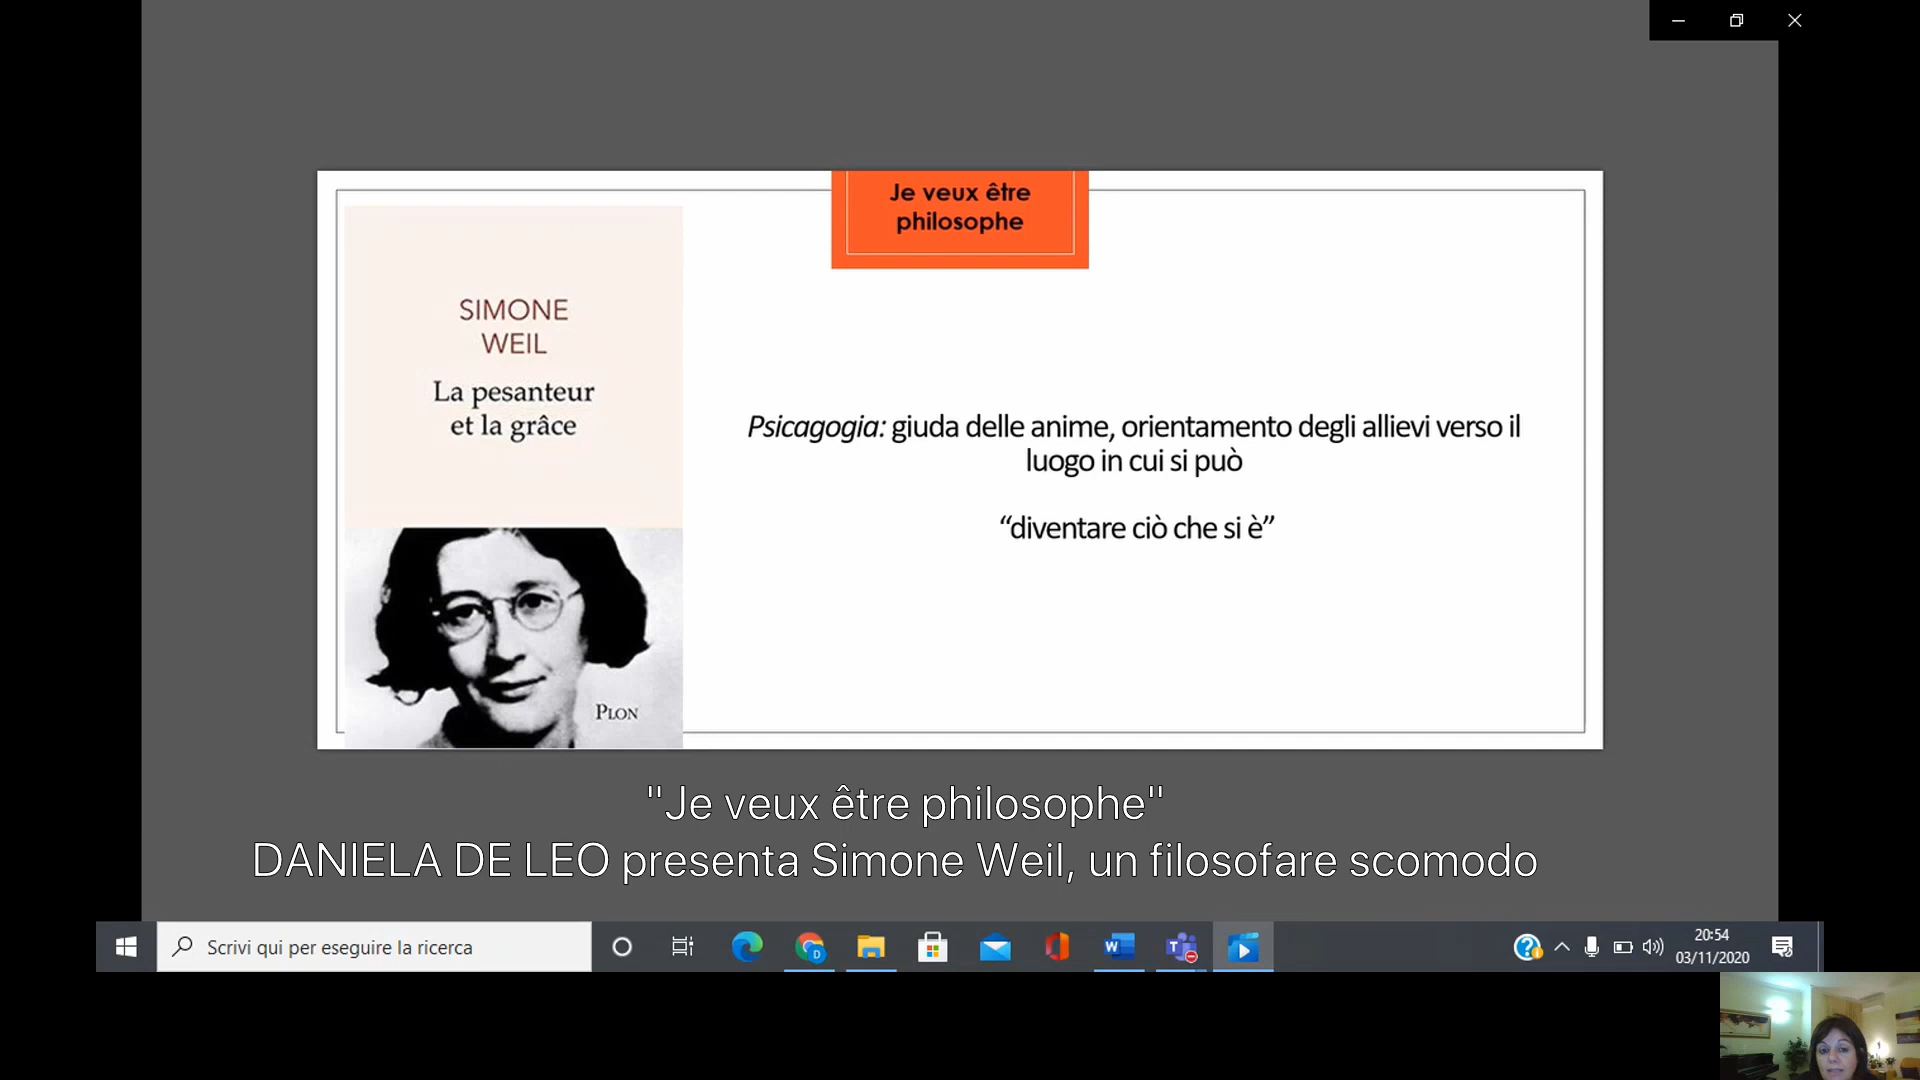 Je veux être
philosophe
SIMONE
WEIL
La pesanteur
et la grâce
PLON
Psicagogia: giuda delle anime, orientamento degli allievi verso il
luogo in cui si può
“diventare ciò che si è”
"Je veux être philosophe"
DANIELA DE LEO presenta Simone Weil, un filosofare scomodo
Scrivi qui per eseguire la ricerca
20:54
03/11/2020